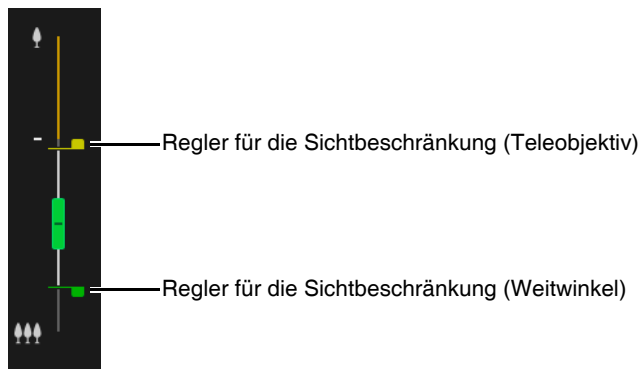 Regler für die Sichtbeschränkung (Teleobjektiv)
Regler für die Sichtbeschränkung (Weitwinkel)